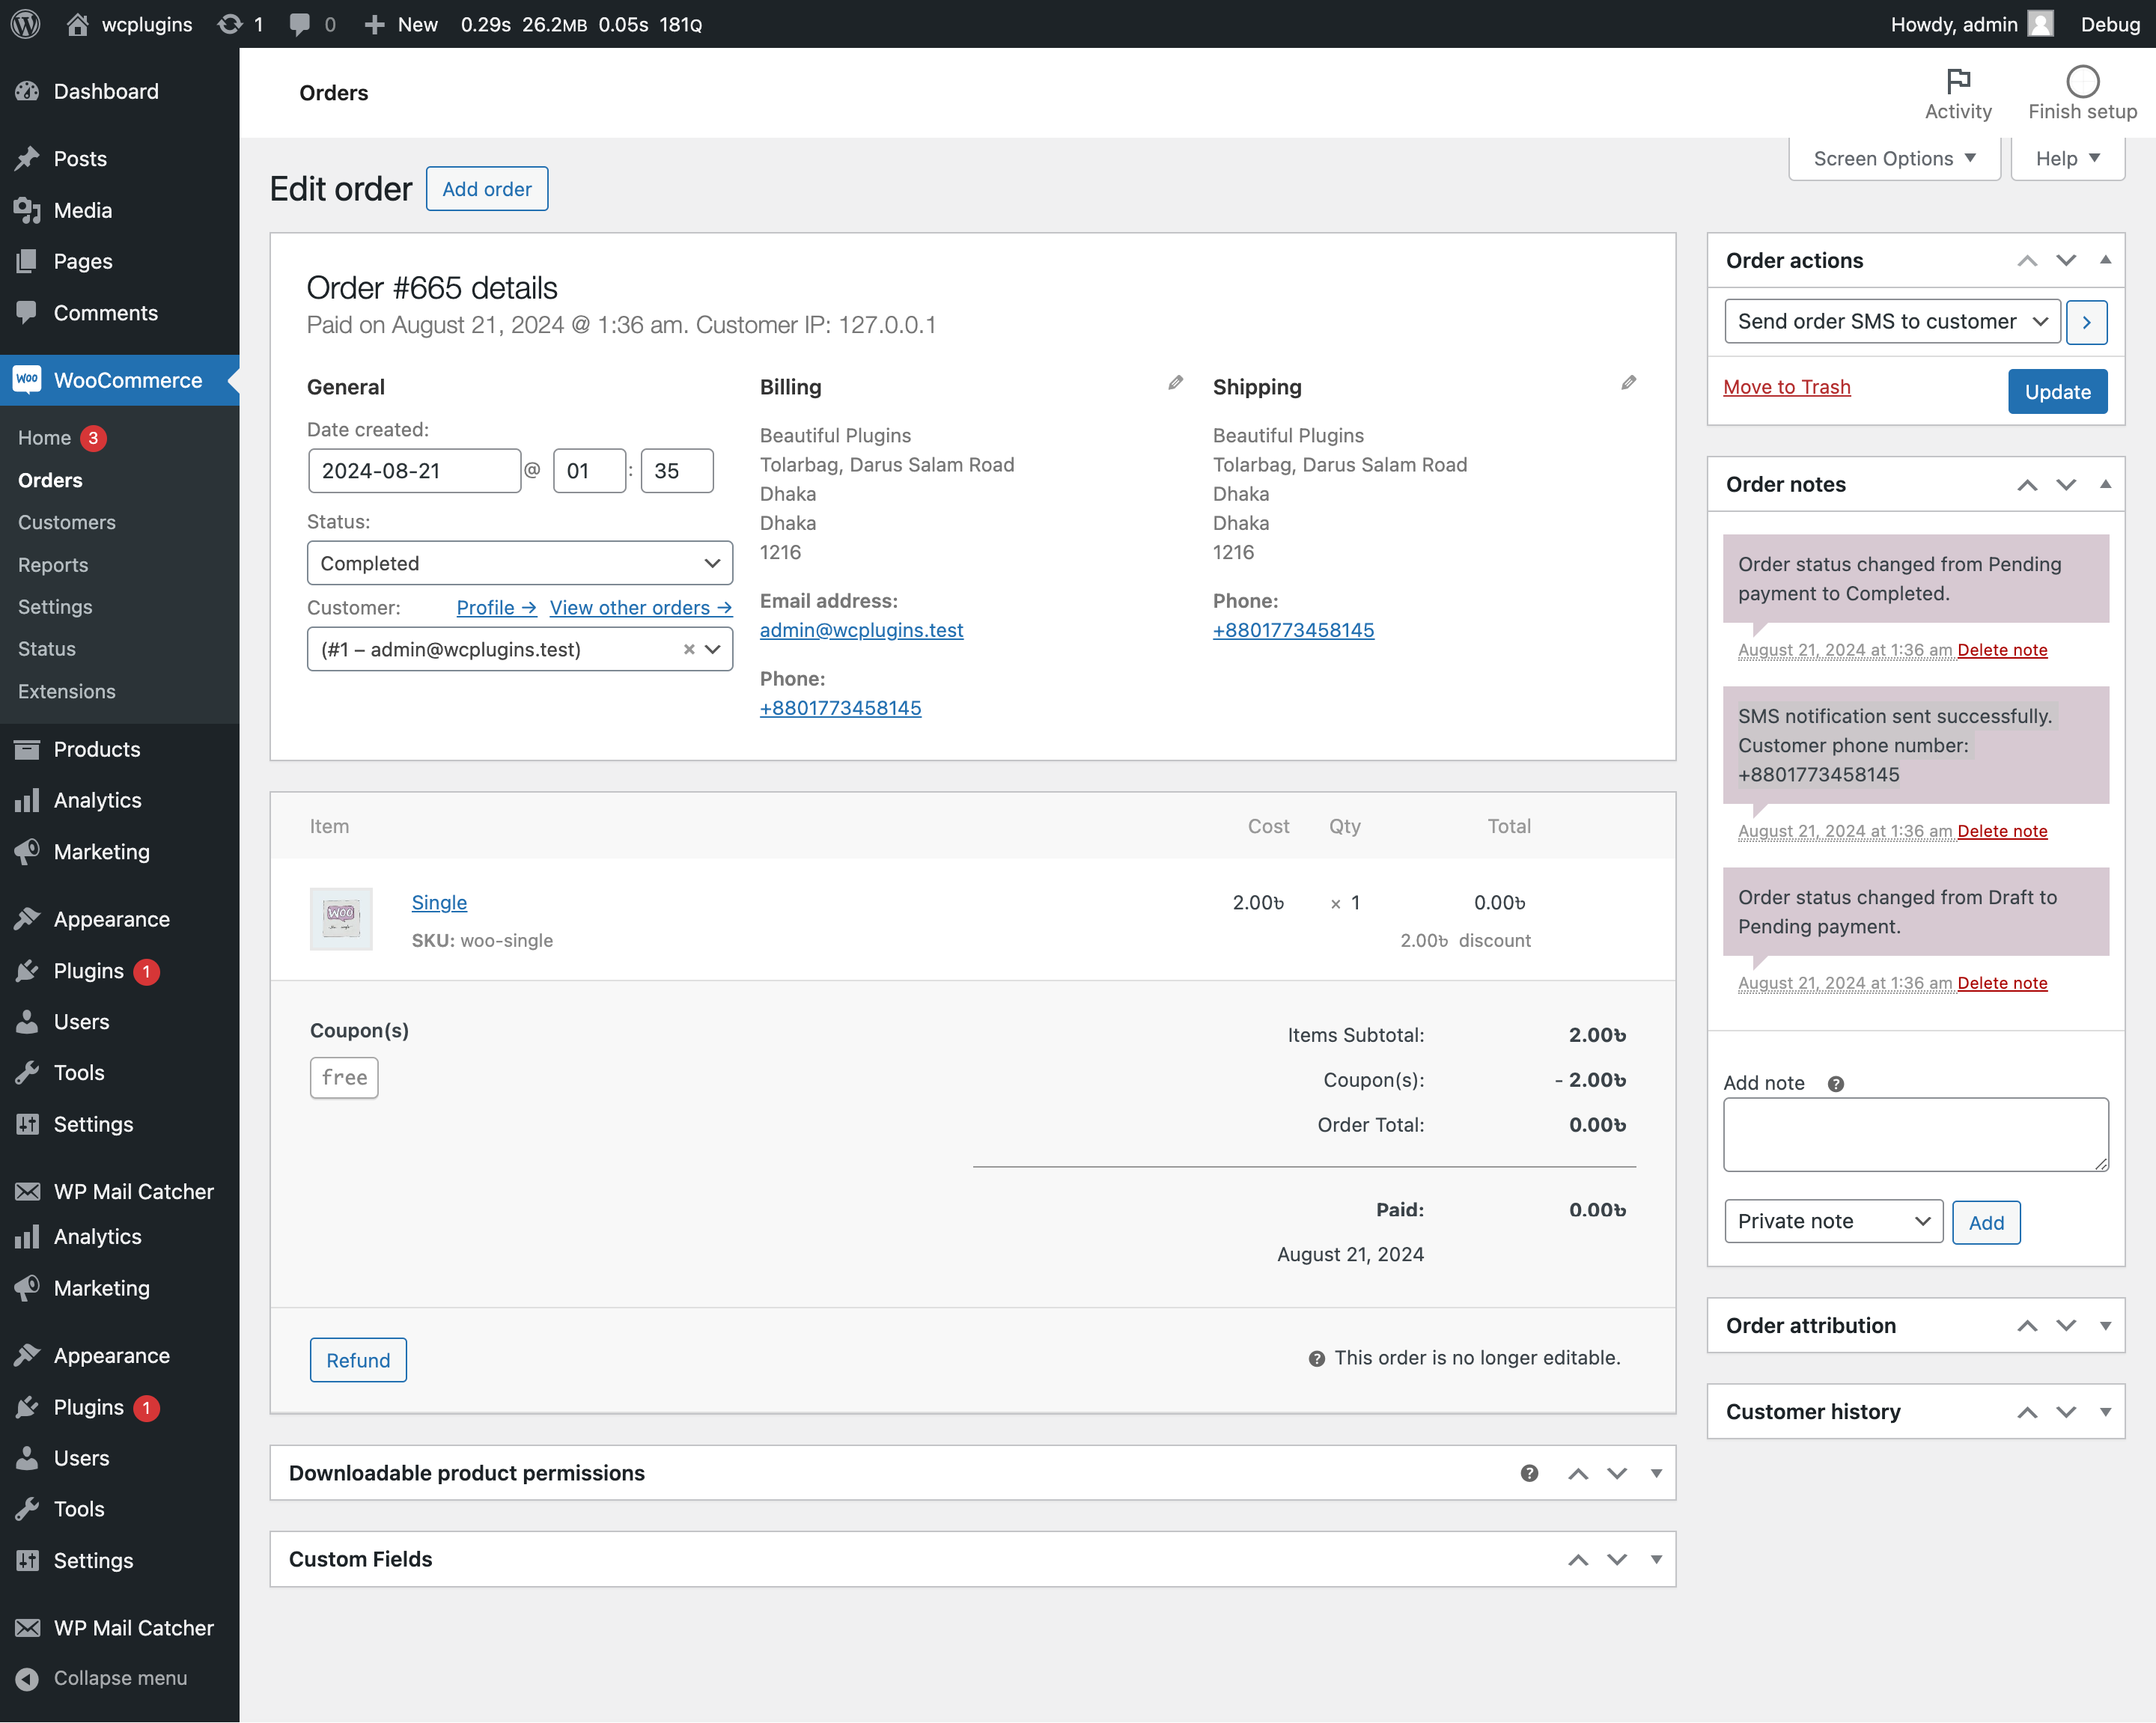 wcplugins 1 0 New 0.29s 26.2MB 0.05s 181Q Howdy, admin Debug
Dashboard
Posts
Media
Pages
Comments
WOO WooCommerce
Home 3
Orders
Customers
Reports
Settings
Status
Extensions
Products
Analytics
Marketing
Appearance
Plugins 1
Users
Tools
Settings
WP Mail Catcher
Analytics
Marketing
Appearance
Plugins 1
Users
Tools
Settings
WP Mail Catcher
Collapse menu
Orders
Activity
Finish setup
Screen Options
Help
Edit order
Add order
Order #665 details
Paid on August 21, 2024 @ 1:36 am. Customer IP: 127.0.0.1
General
Date created:
2024-08-21 @ 01 : 35
Status:
Completed
Customer: Profile → View other orders →
(#1 – admin@wcplugins.test) ×
Billing
Beautiful Plugins
Tolarbag, Darus Salam Road
Dhaka
Dhaka
1216
Email address:
admin@wcplugins.test
Phone:
+8801773458145
Shipping
Beautiful Plugins
Tolarbag, Darus Salam Road
Dhaka
Dhaka
1216
Phone:
+8801773458145
Item Cost Qty Total
WOO
Single 2.00৳ × 1 0.00৳
SKU: woo-single 2.00৳ discount
Coupon(s)
free
Items Subtotal: 2.00৳
Coupon(s): - 2.00৳
Order Total: 0.00৳
Paid: 0.00৳
August 21, 2024
Refund
This order is no longer editable.
Downloadable product permissions
Custom Fields
Order actions
Send order SMS to customer
Move to Trash
Update
Order notes
Order status changed from Pending
payment to Completed.
August 21, 2024 at 1:36 am Delete note
SMS notification sent successfully.
Customer phone number:
+8801773458145
August 21, 2024 at 1:36 am Delete note
Order status changed from Draft to
Pending payment.
August 21, 2024 at 1:36 am Delete note
Add note
Private note
Add
Order attribution
Customer history